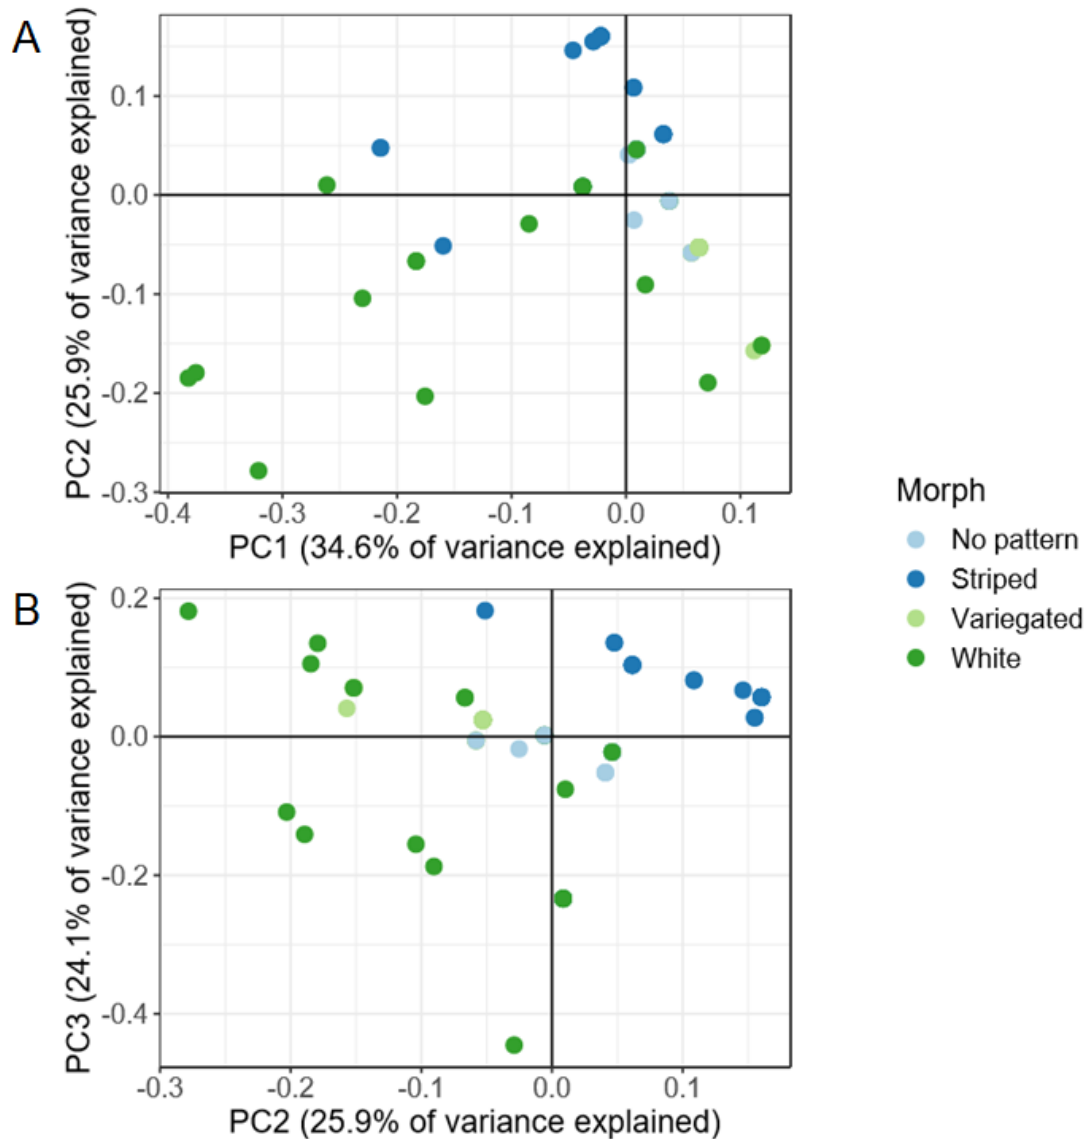 A
PC2 (25.9% of variance explained)
0.1
0.0
-0.1
-0.2
-0.3
-0.4 -0.3 -0.2 -0.1 0.0 0.1
PC1 (34.6% of variance explained)
Morph
No pattern
Striped
Variegated
White
B
PC3 (24.1% of variance explained)
0.2
0.0
-0.2
-0.4
-0.3 -0.2 -0.1 0.0 0.1
PC2 (25.9% of variance explained)